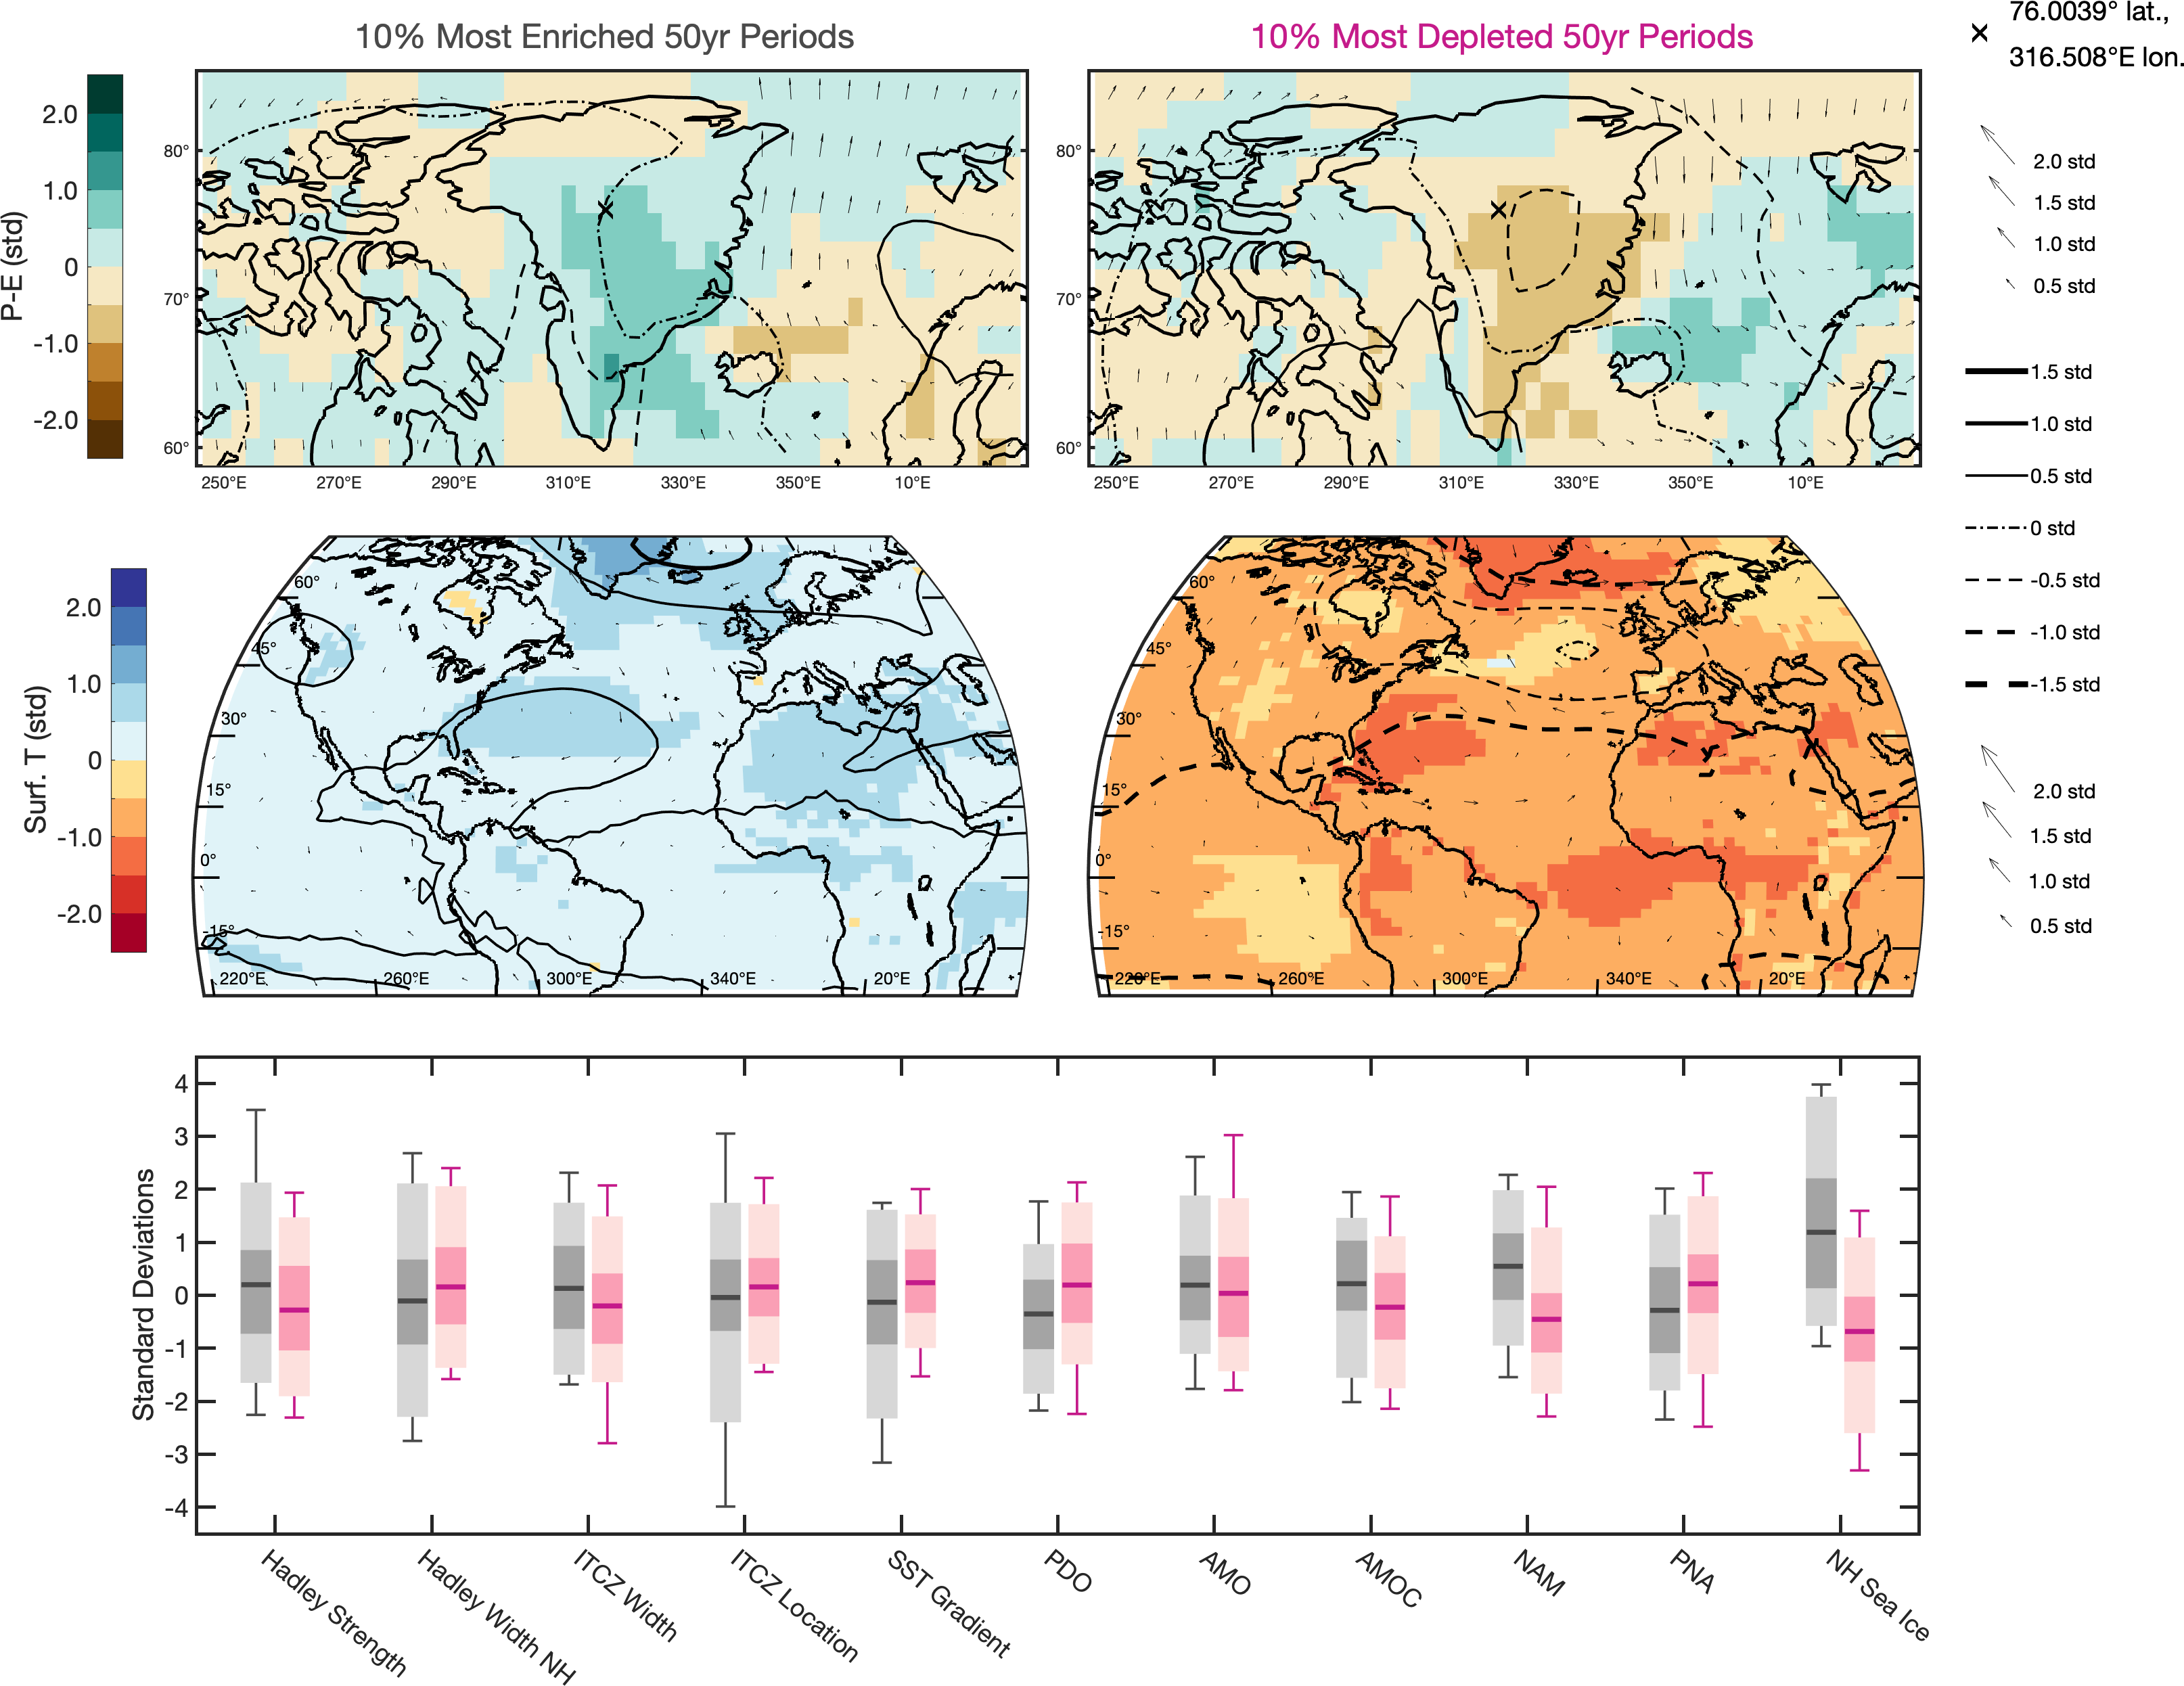 10% Most Enriched 50yr Periods
10% Most Depleted 50yr Periods
76.0039° lat.,
316.508°E lon.
P-E (std)
2.0
1.0
0
-1.0
-2.0
80°
70°
60°
250°E 270°E 290°E 310°E 330°E 350°E 10°E
80°
70°
60°
250°E 270°E 290°E 310°E 330°E 350°E 10°E
2.0 std
1.5 std
1.0 std
0.5 std
1.5 std
1.0 std
0.5 std
0 std
-0.5 std
-1.0 std
-1.5 std
Surf. T (std)
2.0
1.0
0
-1.0
-2.0
60°
45°
30°
15°
0°
-15°
220°E 260°E 300°E 340°E 20°E
60°
45°
30°
15°
0°
-15°
220°E 260°E 300°E 340°E 20°E
2.0 std
1.5 std
1.0 std
0.5 std
Standard Deviations
4
3
2
1
0
-1
-2
-3
-4
Hadley Strength
Hadley Width NH
ITCZ Width
ITCZ Location
SST Gradient
PDO
AMO
AMOC
NAM
PNA
NH Sea Ice